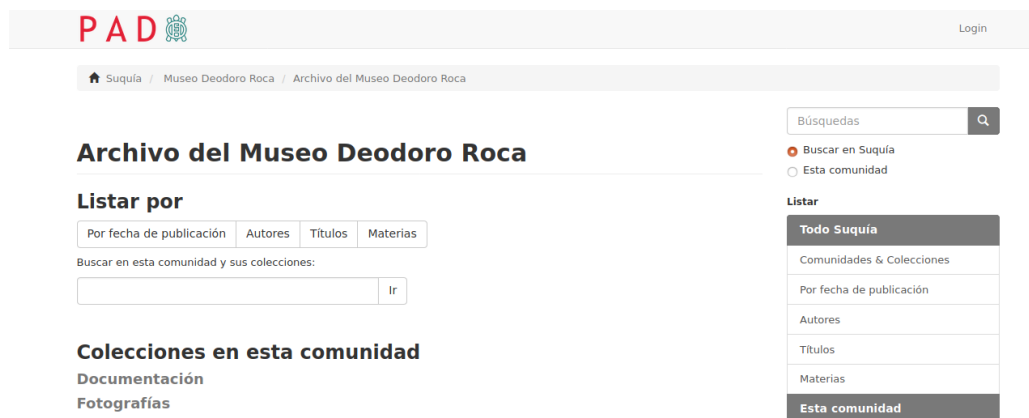 PAD
Login
Suquía / Museo Deodoro Roca / Archivo del Museo Deodoro Roca
Archivo del Museo Deodoro Roca
Listar por
Por fecha de publicación Autores Títulos Materias
Buscar en esta comunidad y sus colecciones:
Ir
Colecciones en esta comunidad
Documentación
Fotografías
Búsquedas
Buscar en Suquía
Esta comunidad
Listar
Todo Suquía
Comunidades & Colecciones
Por fecha de publicación
Autores
Títulos
Materias
Esta comunidad